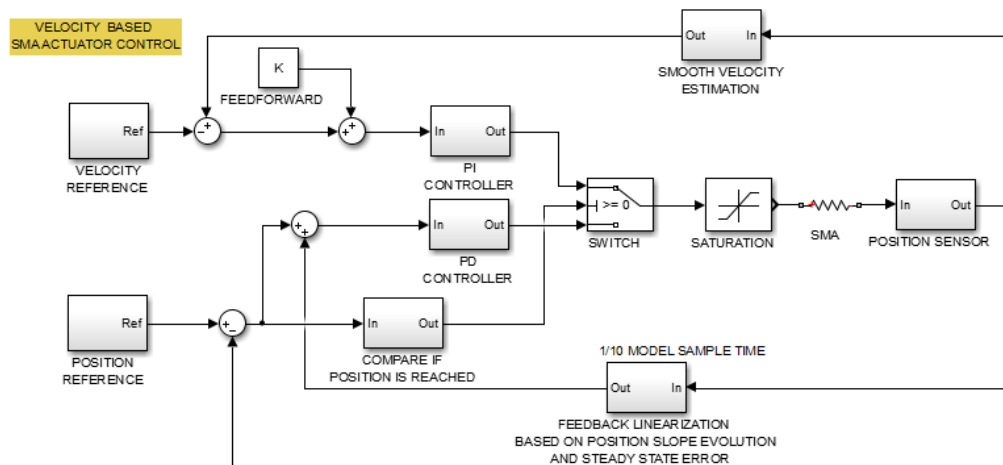 VELOCITY BASED
SMA ACTUATOR CONTROL
Out
In
SMOOTH VELOCITY
ESTIMATION
K
FEEDFORWARD
Ref
VELOCITY
REFERENCE
−
+
+
+
In
Out
PI
CONTROLLER
>= 0
SWITCH
SATURATION
SMA
In
Out
POSITION SENSOR
+
+
In
Out
PD
CONTROLLER
Ref
POSITION
REFERENCE
+
−
In
Out
COMPARE IF
POSITION IS REACHED
1/10 MODEL SAMPLE TIME
Out
In
FEEDBACK LINEARIZATION
BASED ON POSITION SLOPE EVOLUTION
AND STEADY STATE ERROR